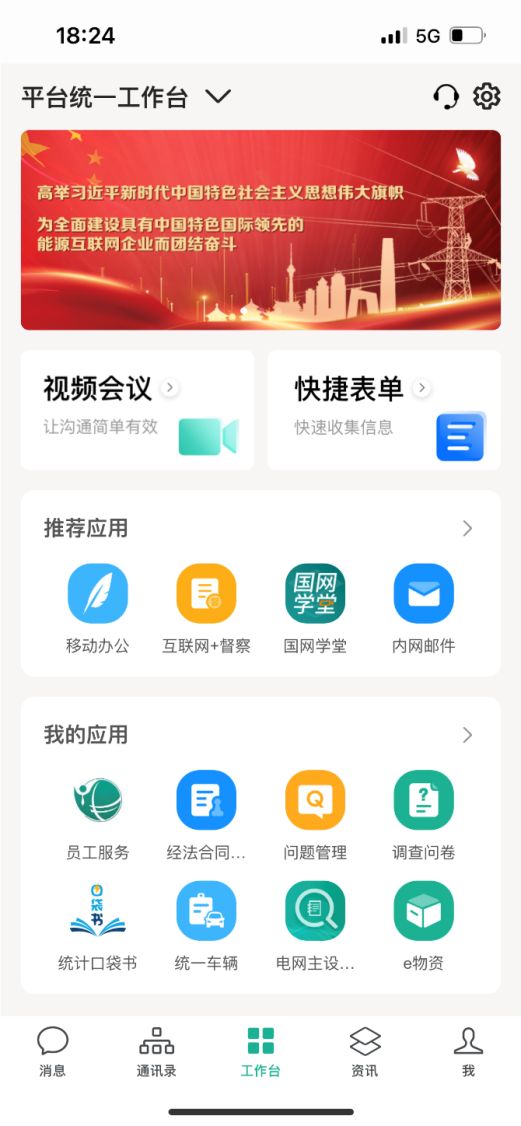 18:24
5G
平台统一工作台
高举习近平新时代中国特色社会主义思想伟大旗帜
为全面建设具有中国特色国际领先的
能源互联网企业而团结奋斗
视频会议
让沟通简单有效
快捷表单
快速收集信息
推荐应用
国网
学堂
移动办公
互联网+督察
国网学堂
内网邮件
我的应用
Q
?
员工服务
经法合同...
问题管理
调查问卷
口袋书
统计口袋书
统一车辆
电网主设...
e物资
消息
通讯录
工作台
资讯
我